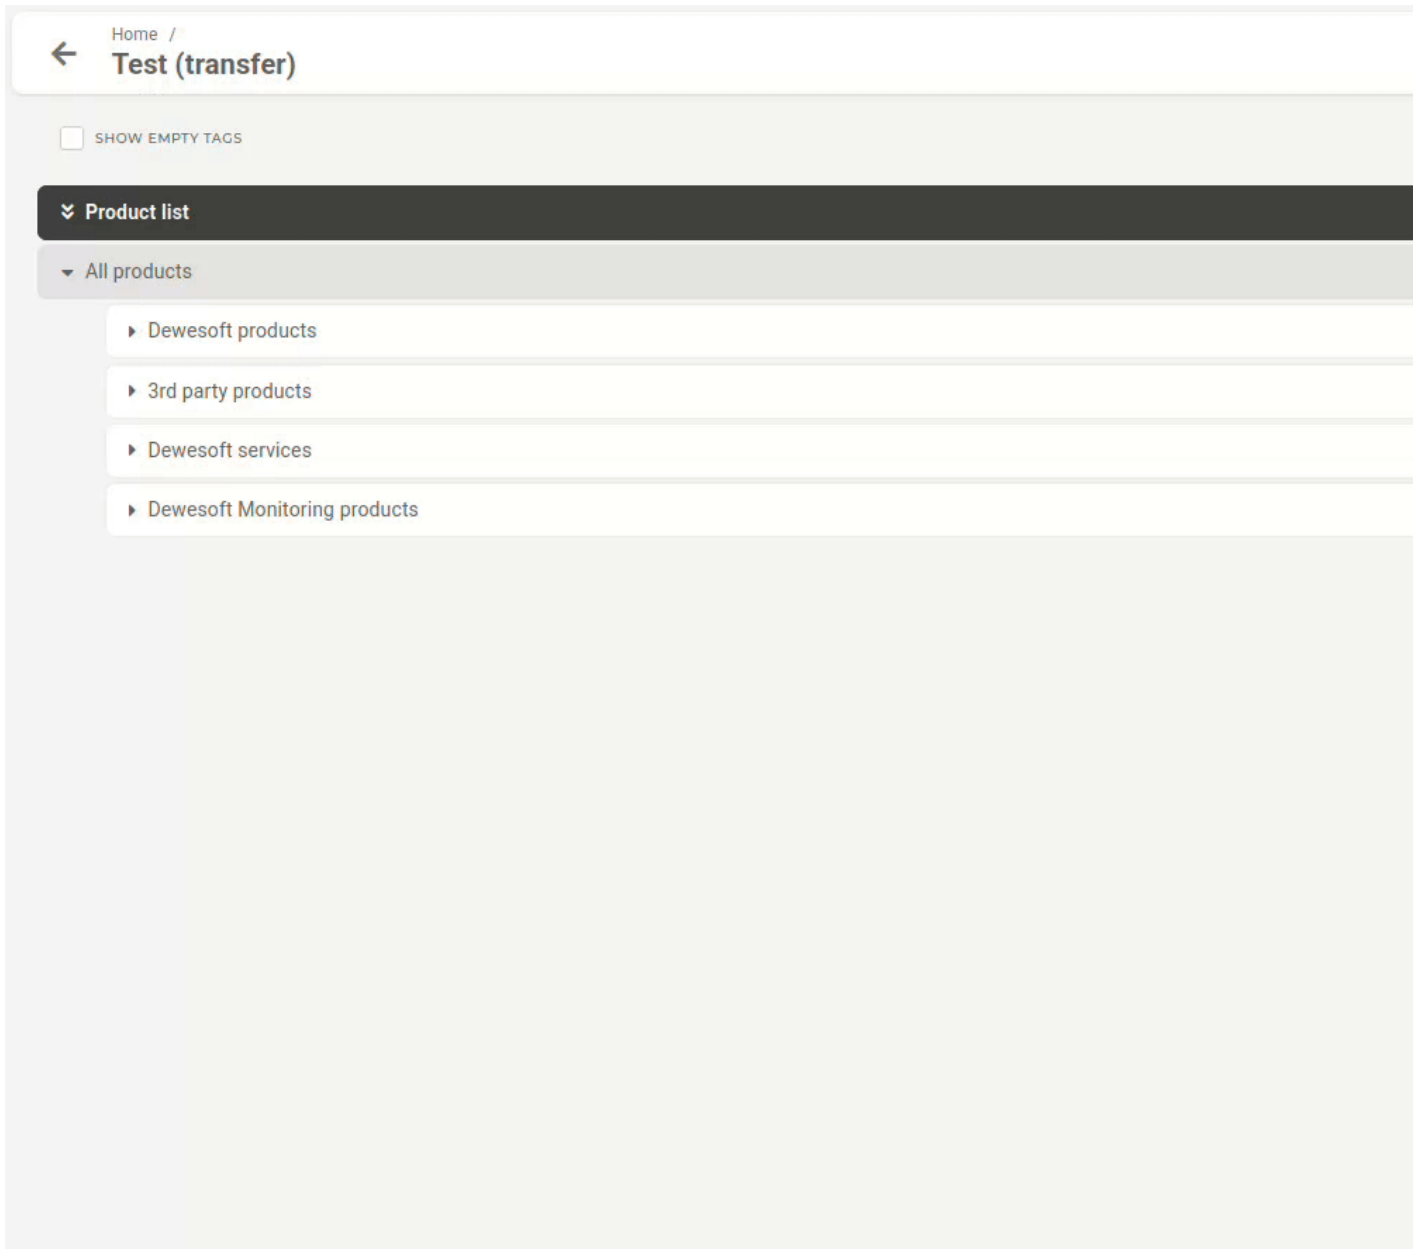 Home /
Test (transfer)
SHOW EMPTY TAGS
Product list
All products
Dewesoft products
3rd party products
Dewesoft services
Dewesoft Monitoring products